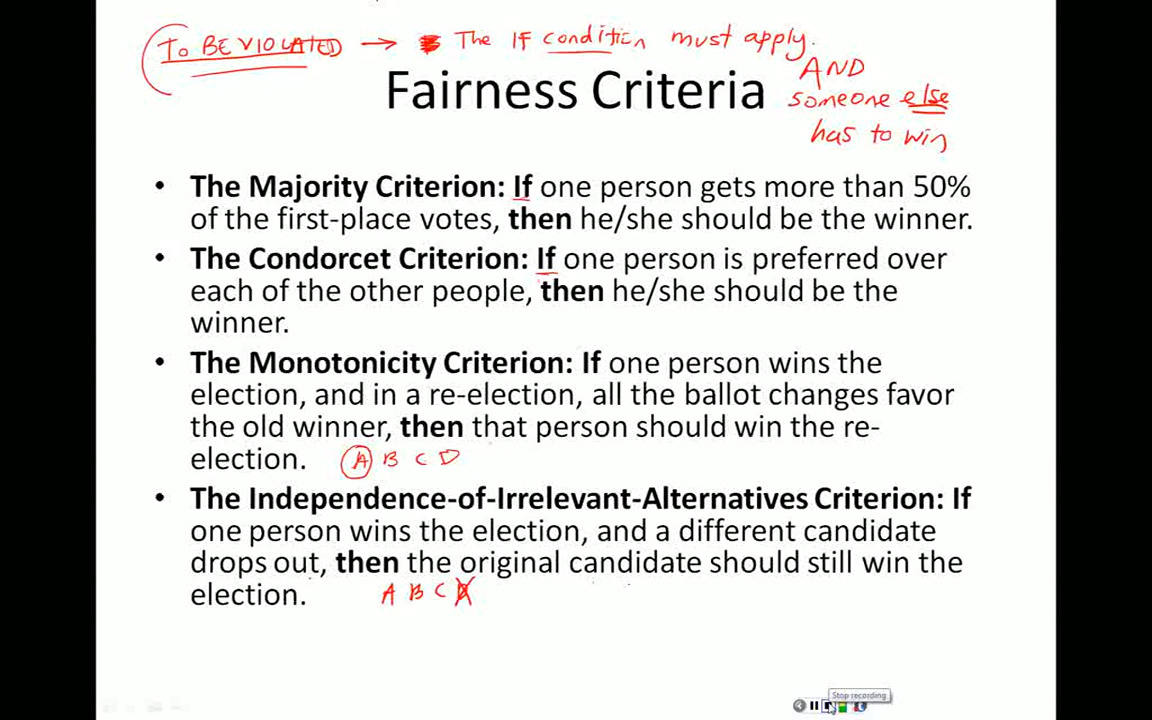 TO BE VIOLATED → The IF condition must apply.
AND
Fairness Criteria
someone else
has to win
• The Majority Criterion: If one person gets more than 50%
of the first-place votes, then he/she should be the winner.
• The Condorcet Criterion: If one person is preferred over
each of the other people, then he/she should be the
winner.
• The Monotonicity Criterion: If one person wins the
election, and in a re-election, all the ballot changes favor
the old winner, then that person should win the re-
election. A B C D
• The Independence-of-Irrelevant-Alternatives Criterion: If
one person wins the election, and a different candidate
drops out, then the original candidate should still win the
election. A B C
Stop recording